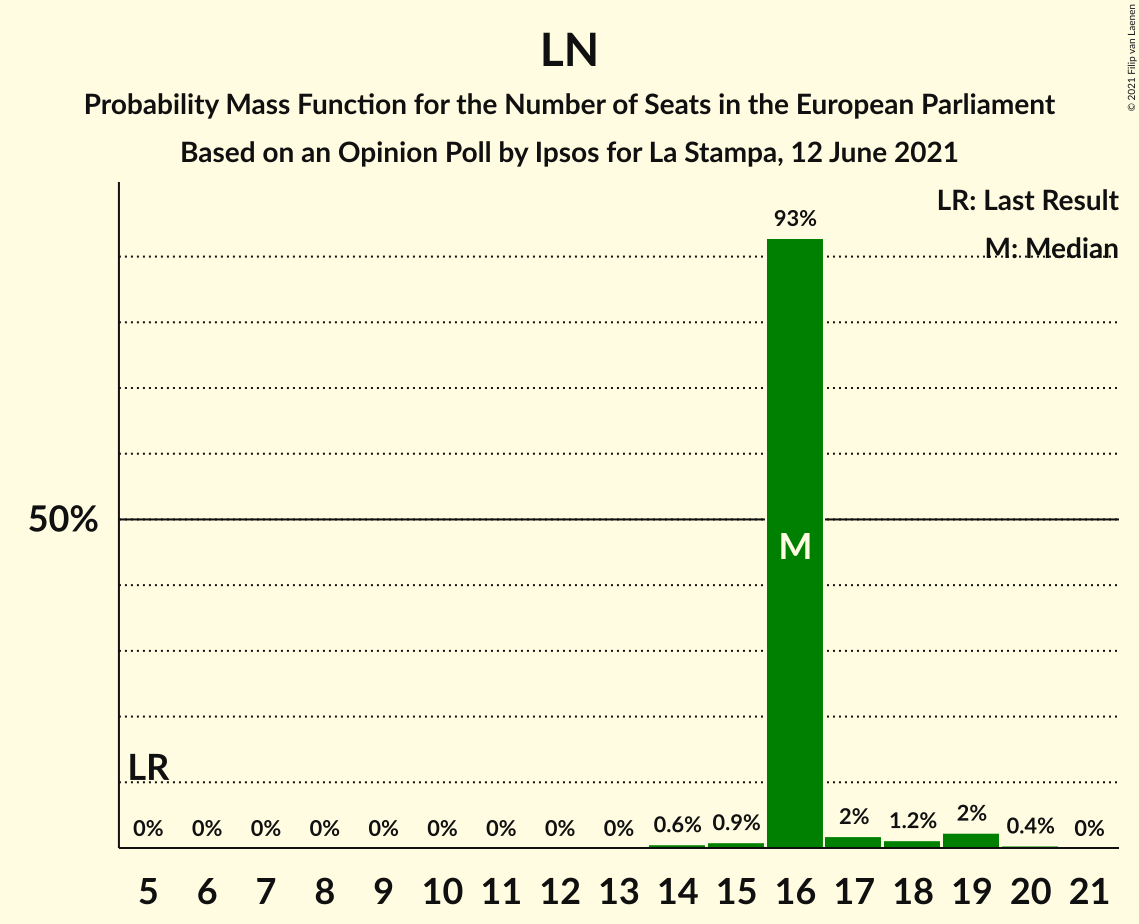 LN
Probability Mass Function for the Number of Seats in the European Parliament
Based on an Opinion Poll by Ipsos for La Stampa, 12 June 2021
© 2021 Filip van Laenen
LR: Last Result
M: Median
93%
50%
M
LR
0% 0% 0% 0% 0% 0% 0% 0% 0% 0.6% 0.9% 2% 1.2% 2% 0.4% 0%
5 6 7 8 9 10 11 12 13 14 15 16 17 18 19 20 21